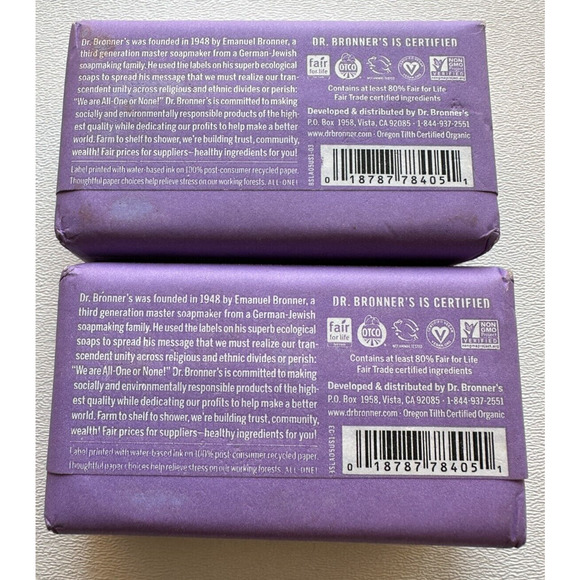 Dr. Bronner's was founded in 1948 by Emanuel Bronner, a
third generation master soapmaker from a German-Jewish
soapmaking family. He used the labels on his superb ecological
soaps to spread his message that we must realize our tran-
scendent unity across religious and ethnic divides or perish:
"We are All-One or None!" Dr. Bronner's is committed to making
socially and environmentally responsible products of the high-
est quality while dedicating our profits to help make a better
world. Farm to shelf to shower, we're building trust, community,
wealth! Fair prices for suppliers–healthy ingredients for you!
Label printed with water-based ink on 100% post-consumer recycled paper.
Thoughtful paper choices help relieve stress on our working forests. ALL-ONE!
DR. BRONNER'S IS CERTIFIED
fair
for life
OTCO
NON
GMO
Project
VERIFIED
Contains at least 80% Fair for Life
Fair Trade certified ingredients
Developed & distributed by Dr. Bronner's
P.O. Box 1958, Vista, CA 92085 · 1-844-937-2551
www.drbronner.com · Oregon Tilth Certified Organic
0 18787 78405 1
Dr. Bronner's was founded in 1948 by Emanuel Bronner, a
third generation master soapmaker from a German-Jewish
soapmaking family. He used the labels on his superb ecological
soaps to spread his message that we must realize our tran-
scendent unity across religious and ethnic divides or perish:
"We are All-One or None!" Dr. Bronner's is committed to making
socially and environmentally responsible products of the high-
est quality while dedicating our profits to help make a better
world. Farm to shelf to shower, we're building trust, community,
wealth! Fair prices for suppliers–healthy ingredients for you!
Label printed with water-based ink on 100% post-consumer recycled paper.
Thoughtful paper choices help relieve stress on our working forests. ALL-ONE!
DR. BRONNER'S IS CERTIFIED
fair
for life
OTCO
NON
GMO
Project
VERIFIED
Contains at least 80% Fair for Life
Fair Trade certified ingredients
Developed & distributed by Dr. Bronner's
P.O. Box 1958, Vista, CA 92085 · 1-844-937-2551
www.drbronner.com · Oregon Tilth Certified Organic
0 18787 78405 1